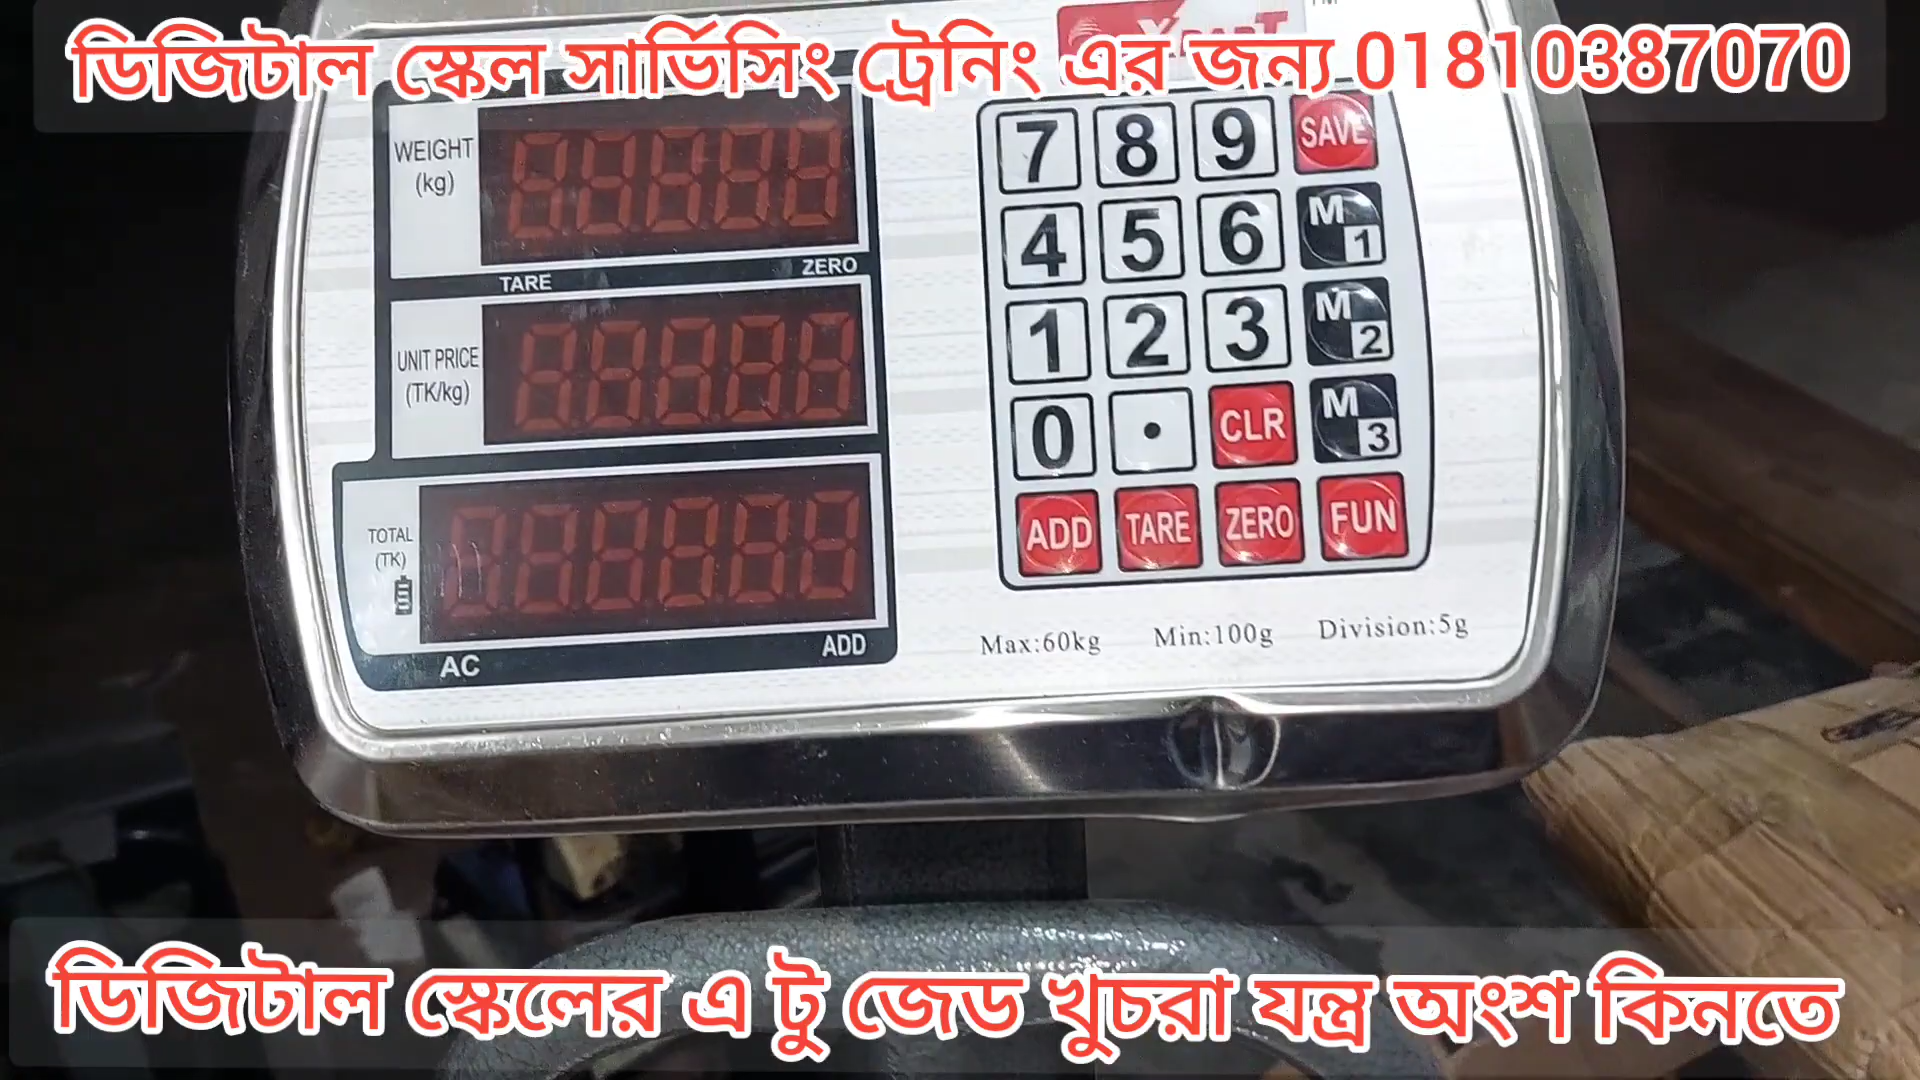 ডিজিটাল স্কেল সার্ভিসিং ট্রেনিং এর জন্য 01810387070
WEIGHT
(kg)
TARE
ZERO
UNIT PRICE
(TK/kg)
TOTAL
(TK)
AC
ADD
7 8 9 SAVE
4 5 6 M1
1 2 3 M2
0 . CLR M3
ADD TARE ZERO FUN
Max:60kg Min:100g Division:5g
ডিজিটাল স্কেলের এ টু জেড খুচরা যন্ত্র অংশ কিনতে